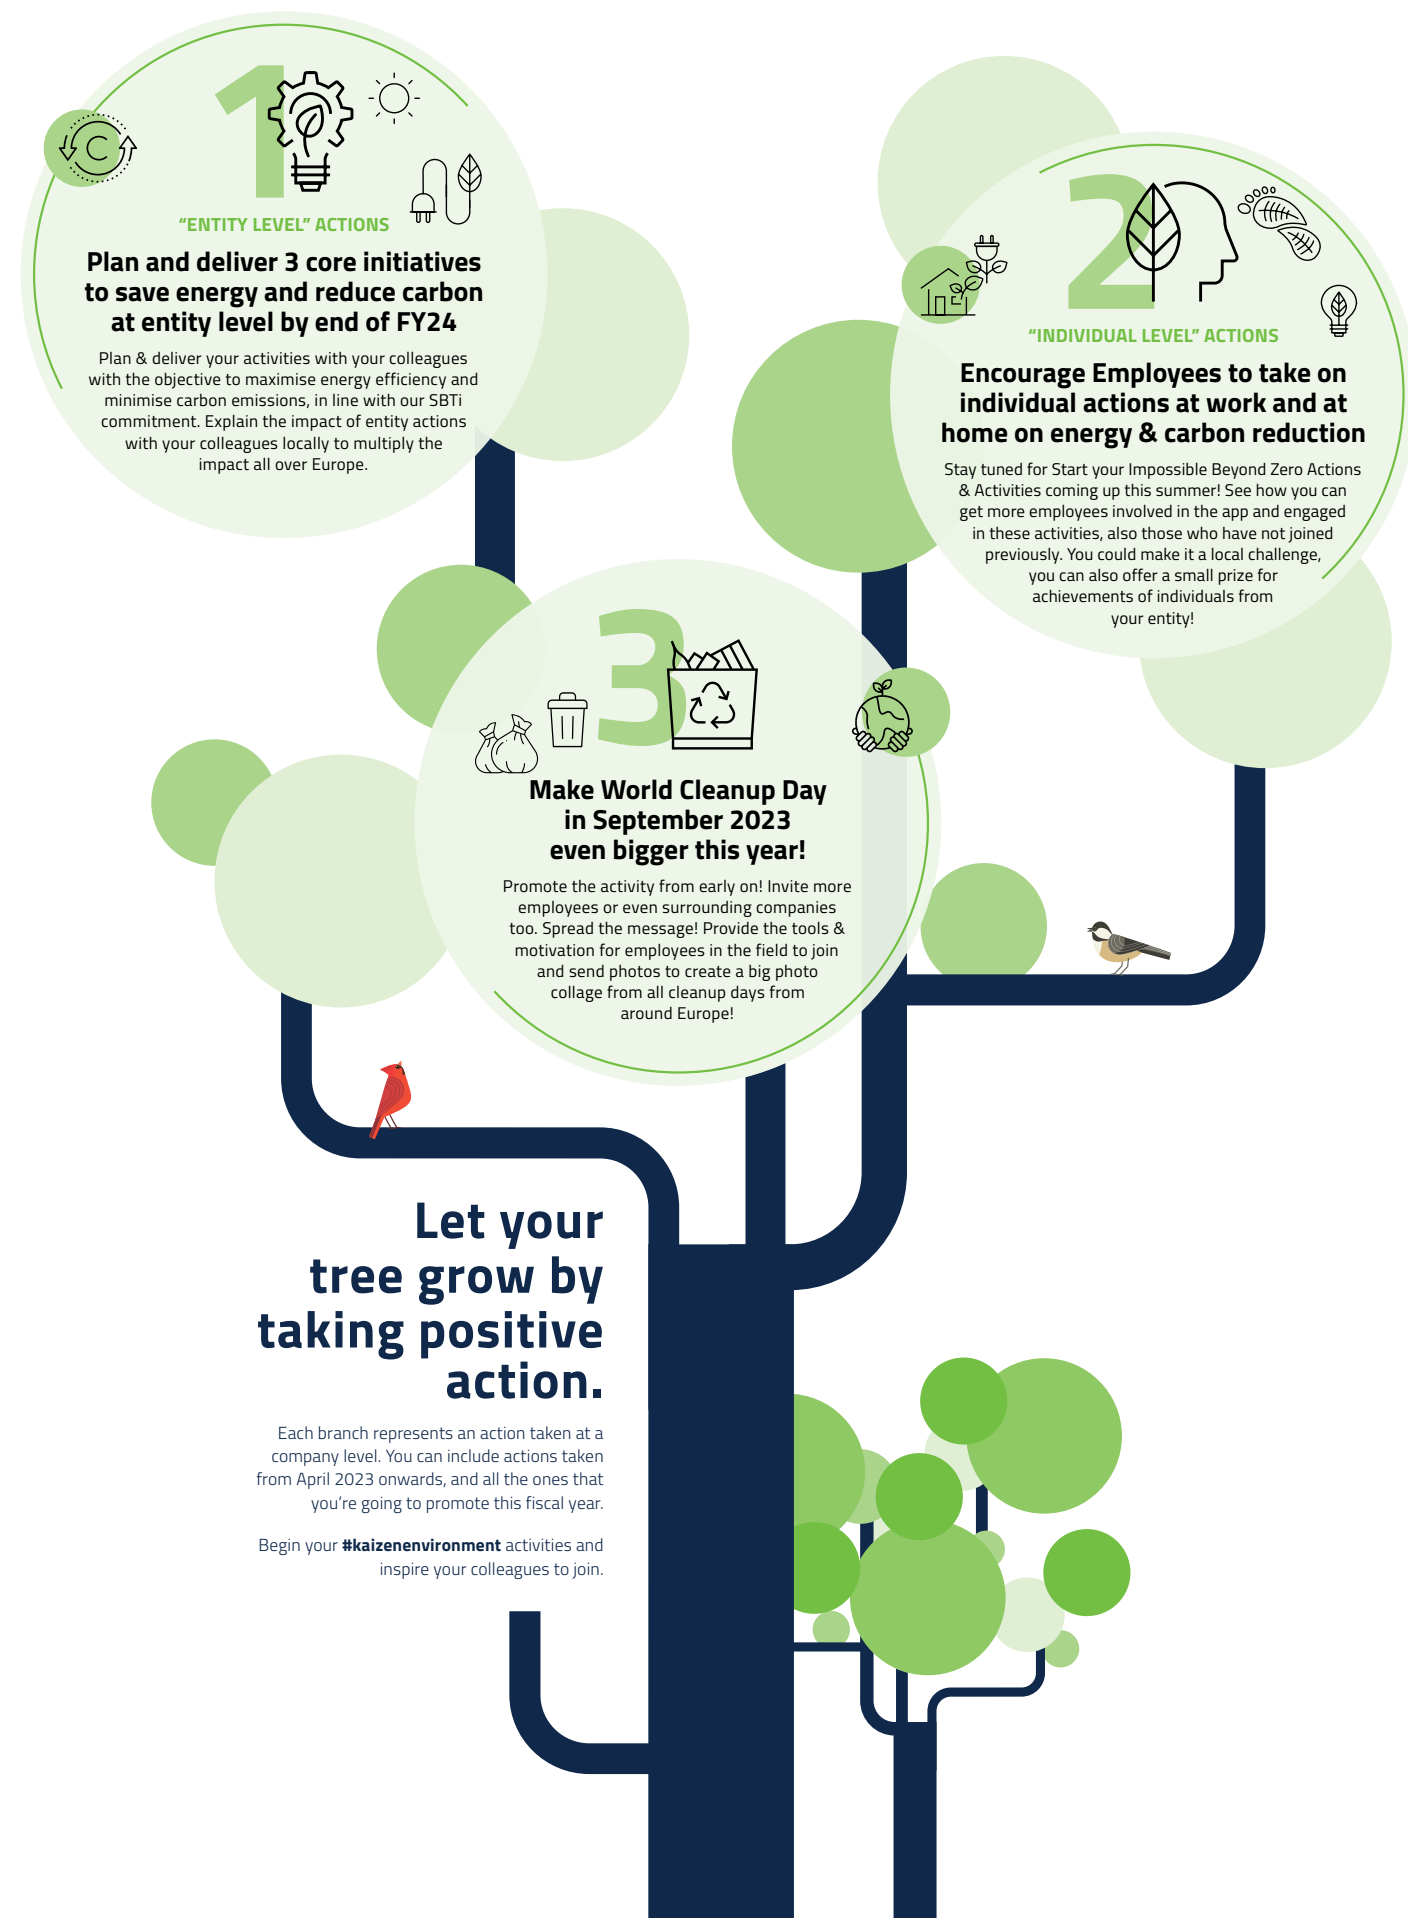 1
“ENTITY LEVEL” ACTIONS
Plan and deliver 3 core initiatives
to save energy and reduce carbon
at entity level by end of FY24
Plan & deliver your activities with your colleagues
with the objective to maximise energy efficiency and
minimise carbon emissions, in line with our SBTi
commitment. Explain the impact of entity actions
with your colleagues locally to multiply the
impact all over Europe.
C
2
“INDIVIDUAL LEVEL” ACTIONS
Encourage Employees to take on
individual actions at work and at
home on energy & carbon reduction
Stay tuned for Start your Impossible Beyond Zero Actions
& Activities coming up this summer! See how you can
get more employees involved in the app and engaged
in these activities, also those who have not joined
previously. You could make it a local challenge,
you can also offer a small prize for
achievements of individuals from
your entity!
3
Make World Cleanup Day
in September 2023
even bigger this year!
Promote the activity from early on! Invite more
employees or even surrounding companies
too. Spread the message! Provide the tools &
motivation for employees in the field to join
and send photos to create a big photo
collage from all cleanup days from
around Europe!
Let your
tree grow by
taking positive
action.
Each branch represents an action taken at a
company level. You can include actions taken
from April 2023 onwards, and all the ones that
you’re going to promote this fiscal year.
Begin your #kaizenenvironment activities and
inspire your colleagues to join.